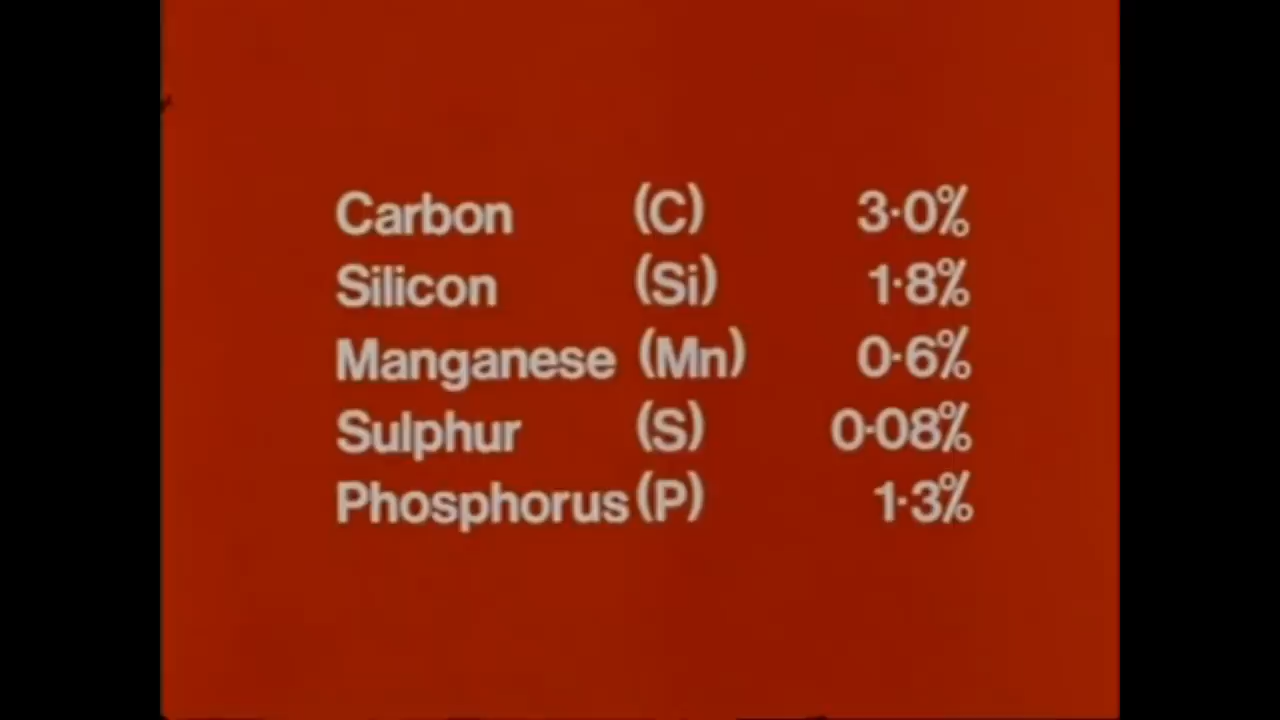 Carbon (C) 3·0%
Silicon (Si) 1·8%
Manganese (Mn) 0·6%
Sulphur (S) 0·08%
Phosphorus (P) 1·3%